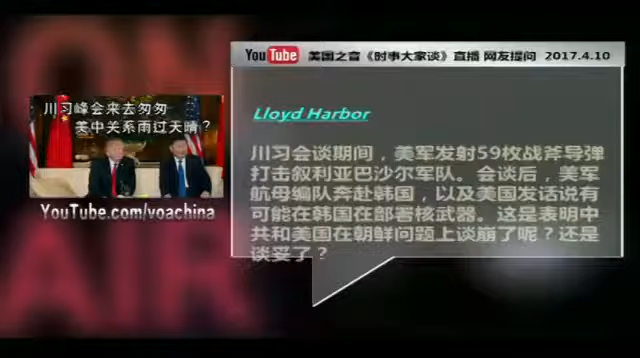 ON
AIR
YouTube 美国之音《时事大家谈》直播 网友提问 2017.4.10
川习峰会来去匆匆
美中关系雨过天晴?
YouTube.com/voachina
Lloyd Harbor
川习会谈期间,美军发射59枚战斧导弹
打击叙利亚巴沙尔军队。会谈后,美军
航母编队奔赴韩国,以及美国发话说有
可能在韩国在部署核武器。这是表明中
共和美国在朝鲜问题上谈崩了呢?还是
谈妥了?